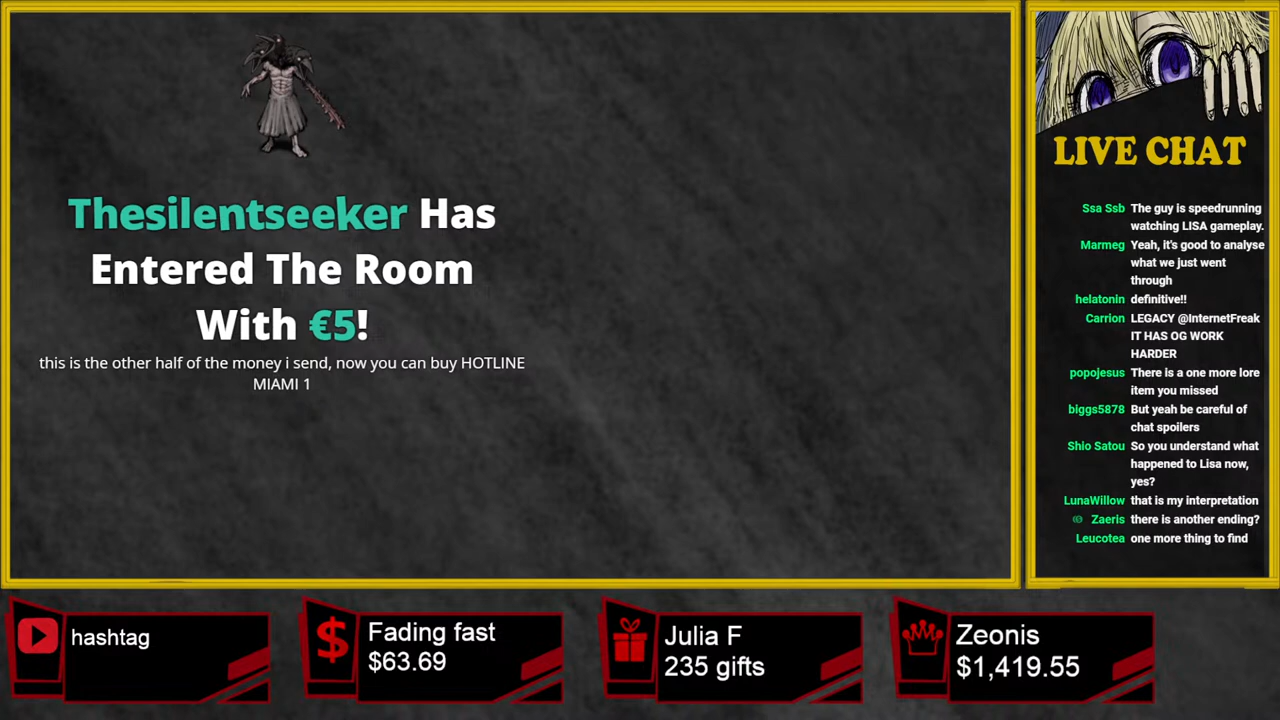 Thesilentseeker Has
Entered The Room
With €5!
this is the other half of the money i send, now you can buy HOTLINE
MIAMI 1
LIVE CHAT
Ssa Ssb The guy is speedrunning
watching LISA gameplay.
Marmeg Yeah, it's good to analyse
what we just went
through
helatonin definitive!!
Carrion LEGACY @InternetFreak
IT HAS OG WORK
HARDER
popojesus There is a one more lore
item you missed
biggs5878 But yeah be careful of
chat spoilers
Shio Satou So you understand what
happened to Lisa now,
yes?
LunaWillow that is my interpretation
Zaeris there is another ending?
Leucotea one more thing to find
hashtag
Fading fast
$63.69
Julia F
235 gifts
Zeonis
$1,419.55